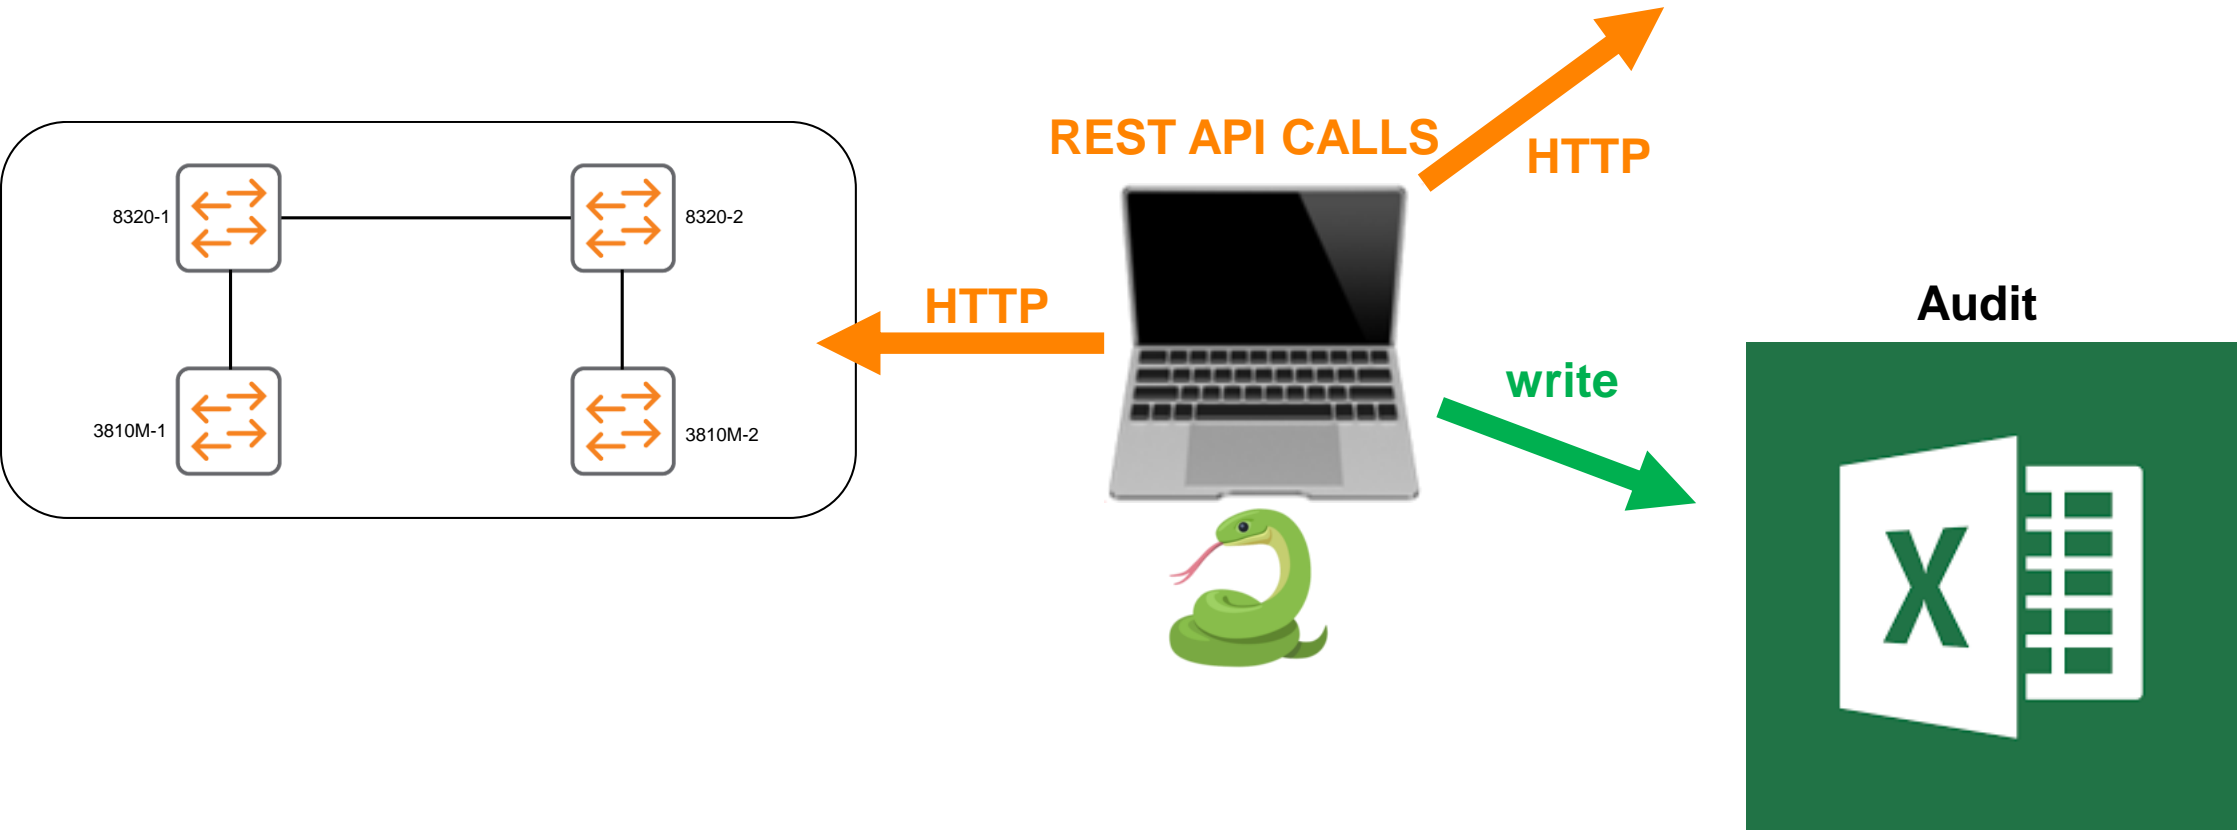 REST API CALLS
HTTP
8320-1
8320-2
HTTP
Audit
write
3810M-1
3810M-2
X